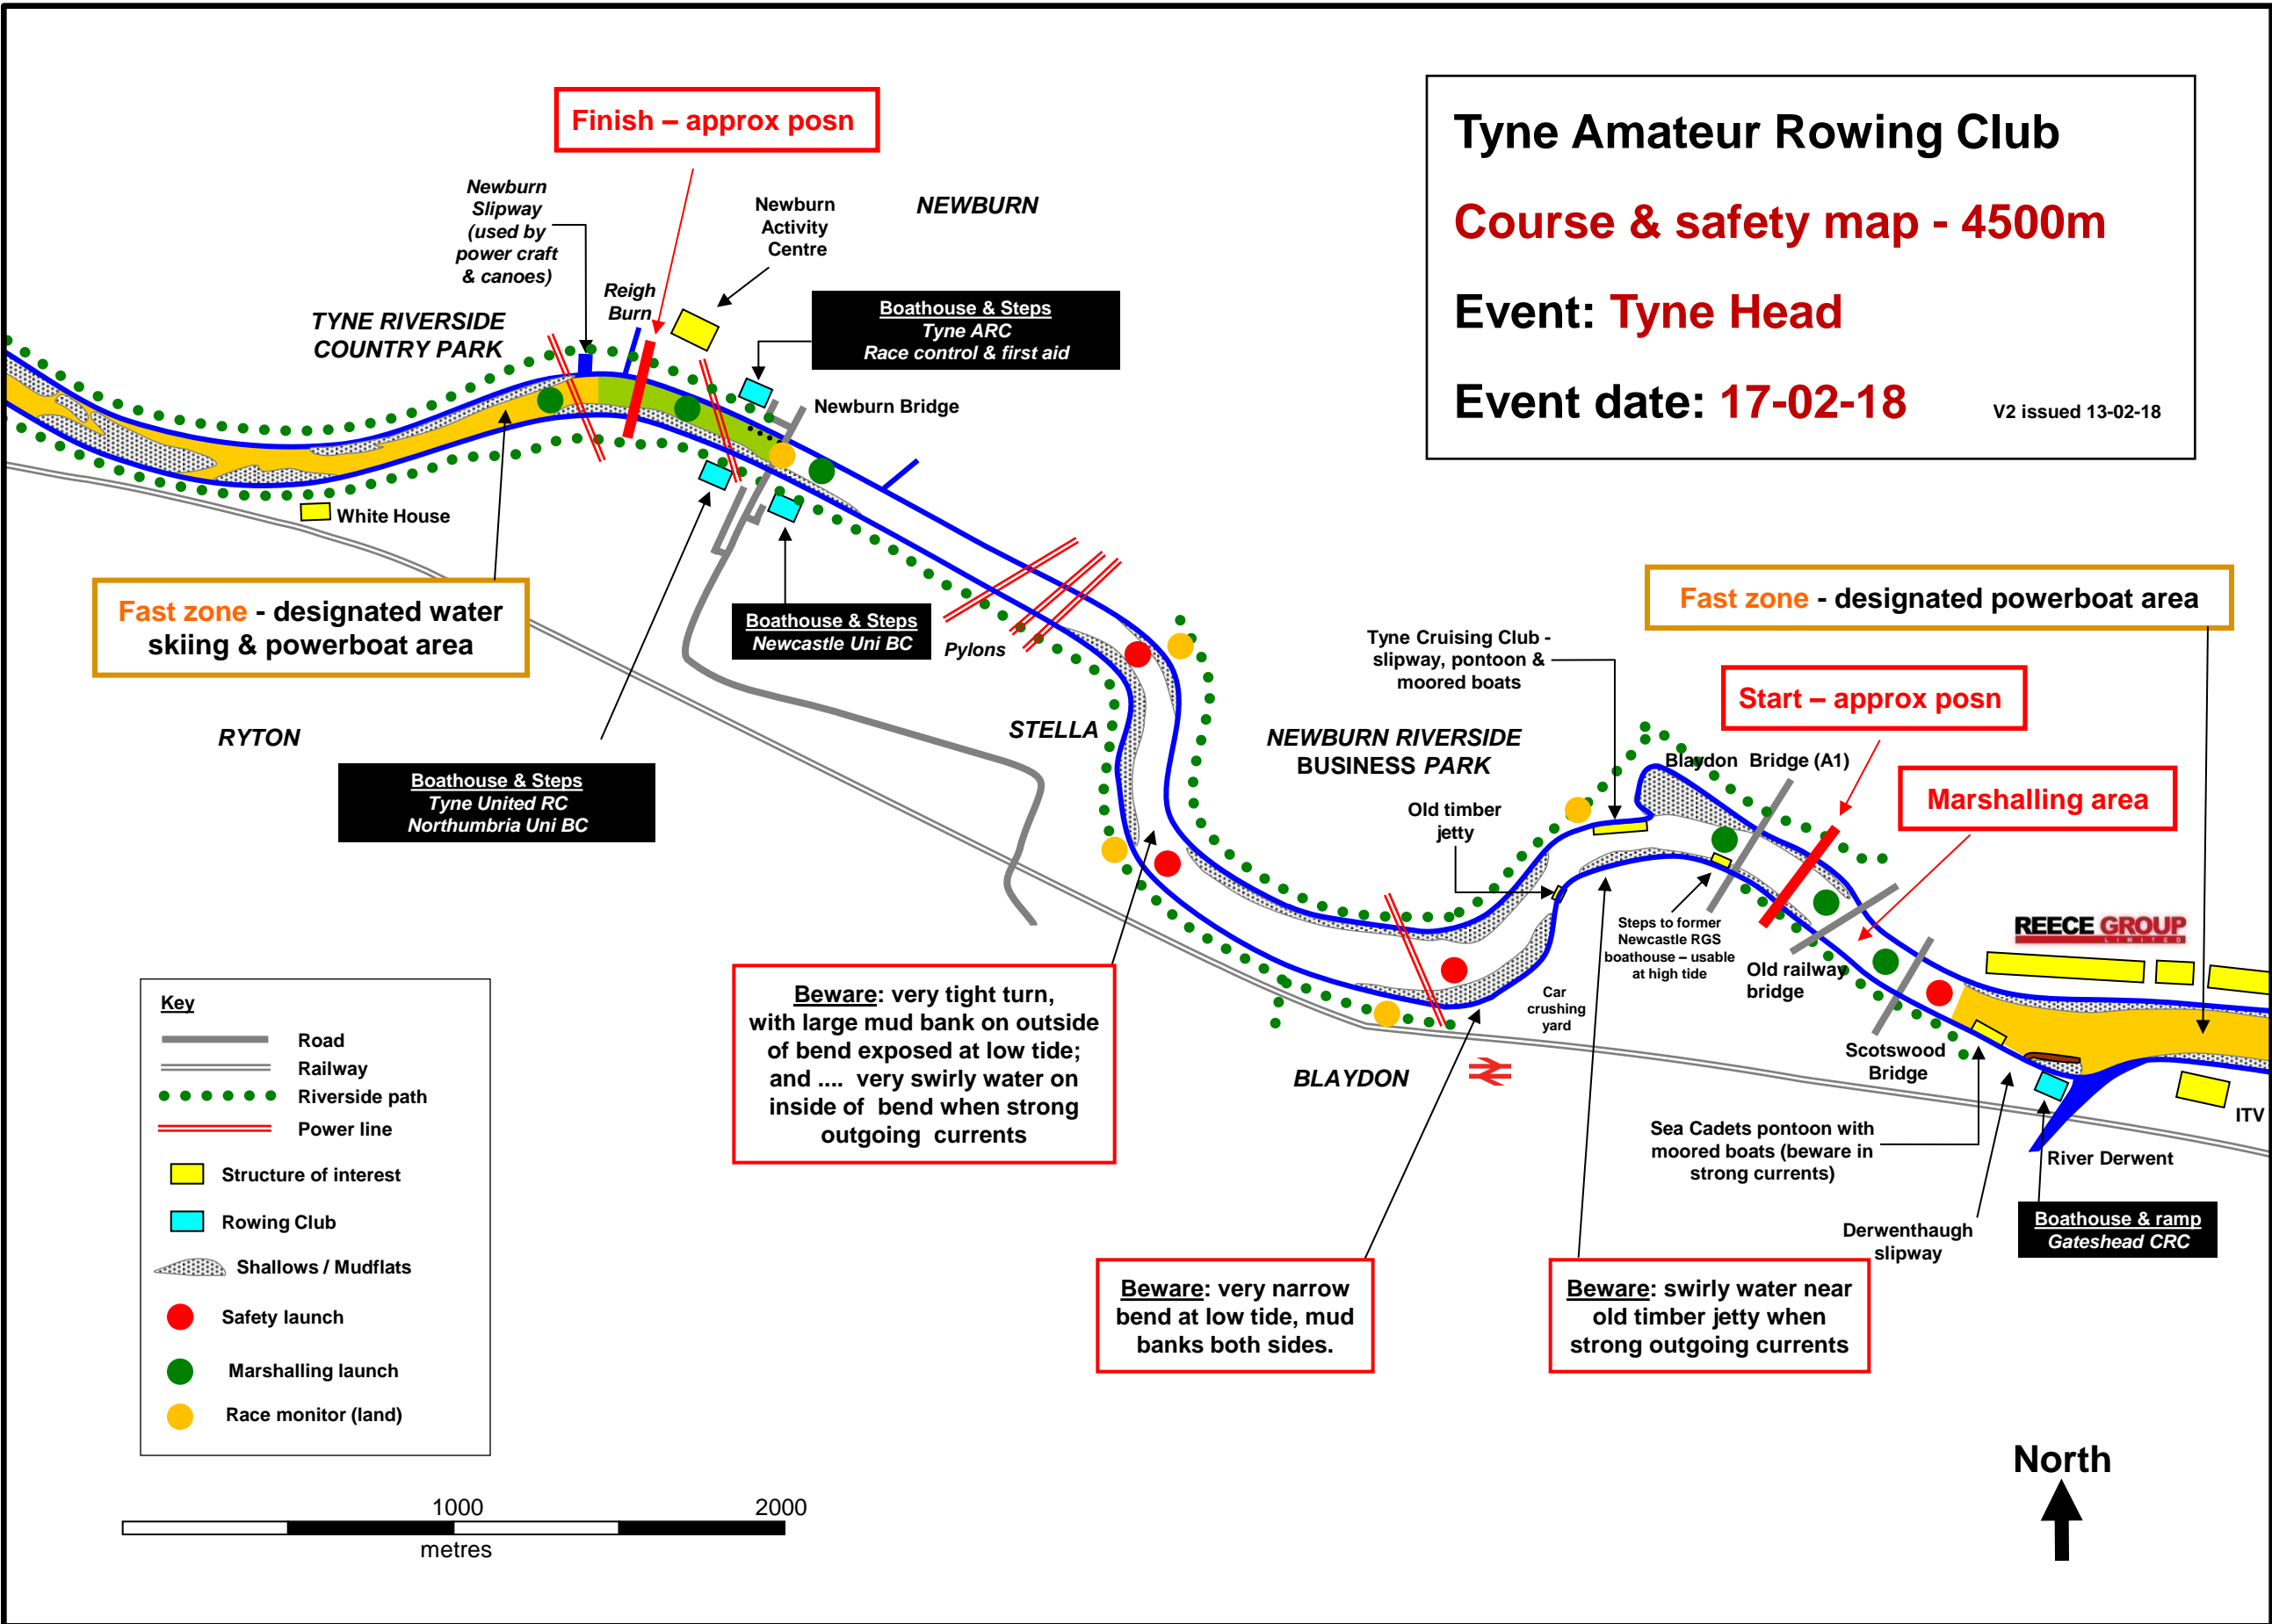 Tyne Amateur Rowing Club
Course & safety map - 4500m
Event: Tyne Head
Event date: 17-02-18
V2 issued 13-02-18
Finish – approx posn
Newburn
Slipway
(used by
power craft
& canoes)
Reigh
Burn
Newburn
Activity
Centre
NEWBURN
TYNE RIVERSIDE
COUNTRY PARK
Boathouse & Steps
Tyne ARC
Race control & first aid
Newburn Bridge
White House
Fast zone - designated water
skiing & powerboat area
RYTON
Boathouse & Steps
Tyne United RC
Northumbria Uni BC
Boathouse & Steps
Newcastle Uni BC
Pylons
STELLA
Fast zone - designated powerboat area
Tyne Cruising Club -
slipway, pontoon &
moored boats
Start – approx posn
NEWBURN RIVERSIDE
BUSINESS PARK
Blaydon Bridge (A1)
Marshalling area
Old timber
jetty
Steps to former
Newcastle RGS
boathouse – usable
at high tide
Old railway
bridge
REECE GROUP
LIMITED
Car
crushing
yard
Scotswood
Bridge
BLAYDON
ITV
Sea Cadets pontoon with
moored boats (beware in
strong currents)
River Derwent
Derwenthaugh
slipway
Boathouse & ramp
Gateshead CRC
Beware: very tight turn,
with large mud bank on outside
of bend exposed at low tide;
and .... very swirly water on
inside of bend when strong
outgoing currents
Beware: very narrow
bend at low tide, mud
banks both sides.
Beware: swirly water near
old timber jetty when
strong outgoing currents
Key
Road
Railway
Riverside path
Power line
Structure of interest
Rowing Club
Shallows / Mudflats
Safety launch
Marshalling launch
Race monitor (land)
1000
2000
metres
North